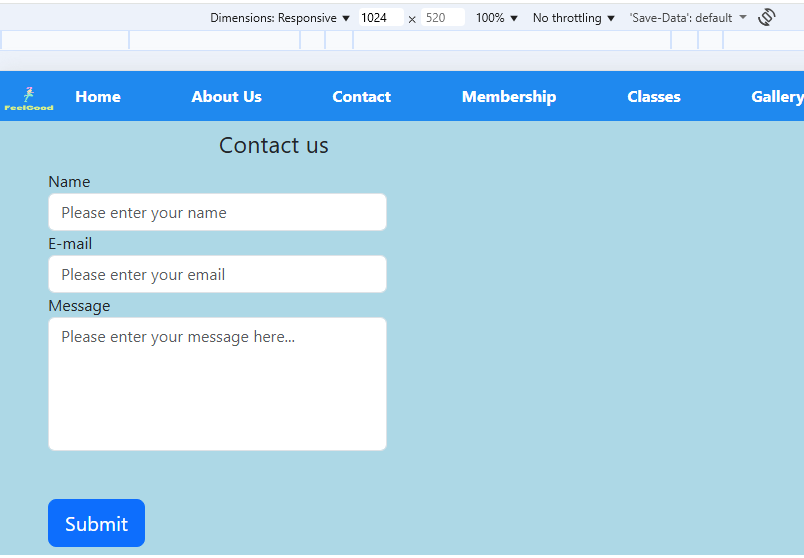 Dimensions: Responsive ▼ 1024 × 520 100% ▼ No throttling ▼ 'Save-Data': default
FeelGood Home About Us Contact Membership Classes Gallery
Contact us
Name
Please enter your name
E-mail
Please enter your email
Message
Please enter your message here...
Submit